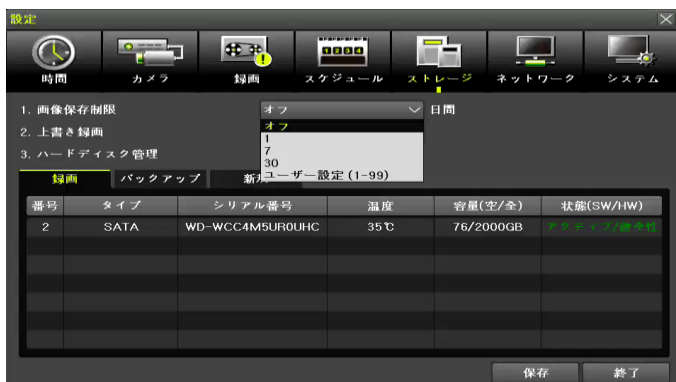 設定
時間 カメラ 録画 スケジュール ストレージ ネットワーク システム
1. 画像保存制限 オフ 日間
オフ
1
7
30
ユーザー設定 (1-99)
2. 上書き録画
3. ハードディスク管理
録画 バックアップ
番号 タイプ シリアル番号 温度 容量(空/全) 状態(SW/HW)
2 SATA WD-WCC4M5UR0UHC 35℃ 76/2000GB アクティブ/健全性
保存 終了